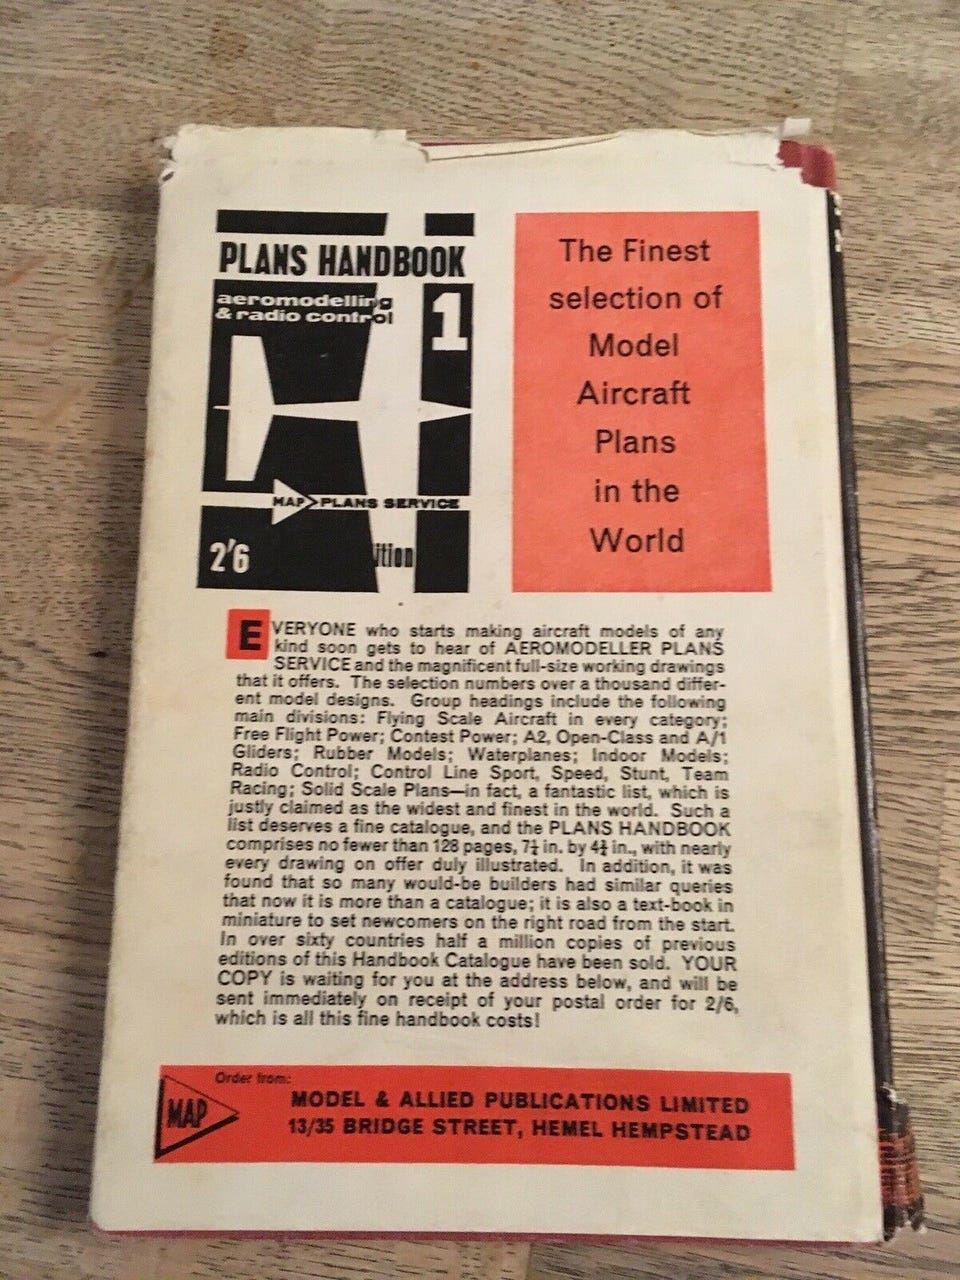 PLANS HANDBOOK
aeromodelling
& radio control
1
MAP PLANS SERVICE
2'6
ition
The Finest
selection of
Model
Aircraft
Plans
in the
World
EVERYONE who starts making aircraft models of any
kind soon gets to hear of AEROMODELLER PLANS
SERVICE and the magnificent full-size working drawings
that it offers. The selection numbers over a thousand differ-
ent model designs. Group headings include the following
main divisions: Flying Scale Aircraft in every category;
Free Flight Power; Contest Power; A2, Open-Class and A/1
Gliders; Rubber Models; Waterplanes; Indoor Models;
Radio Control; Control Line Sport, Speed, Stunt, Team
Racing; Solid Scale Plans—in fact, a fantastic list, which is
justly claimed as the widest and finest in the world. Such a
list deserves a fine catalogue, and the PLANS HANDBOOK
comprises no fewer than 128 pages, 7¼ in. by 4¾ in., with nearly
every drawing on offer duly illustrated. In addition, it was
found that so many would-be builders had similar queries
that now it is more than a catalogue; it is also a text-book in
miniature to set newcomers on the right road from the start.
In over sixty countries half a million copies of previous
editions of this Handbook Catalogue have been sold. YOUR
COPY is waiting for you at the address below, and will be
sent immediately on receipt of your postal order for 2/6,
which is all this fine handbook costs!
Order from:
MAP
MODEL & ALLIED PUBLICATIONS LIMITED
13/35 BRIDGE STREET, HEMEL HEMPSTEAD